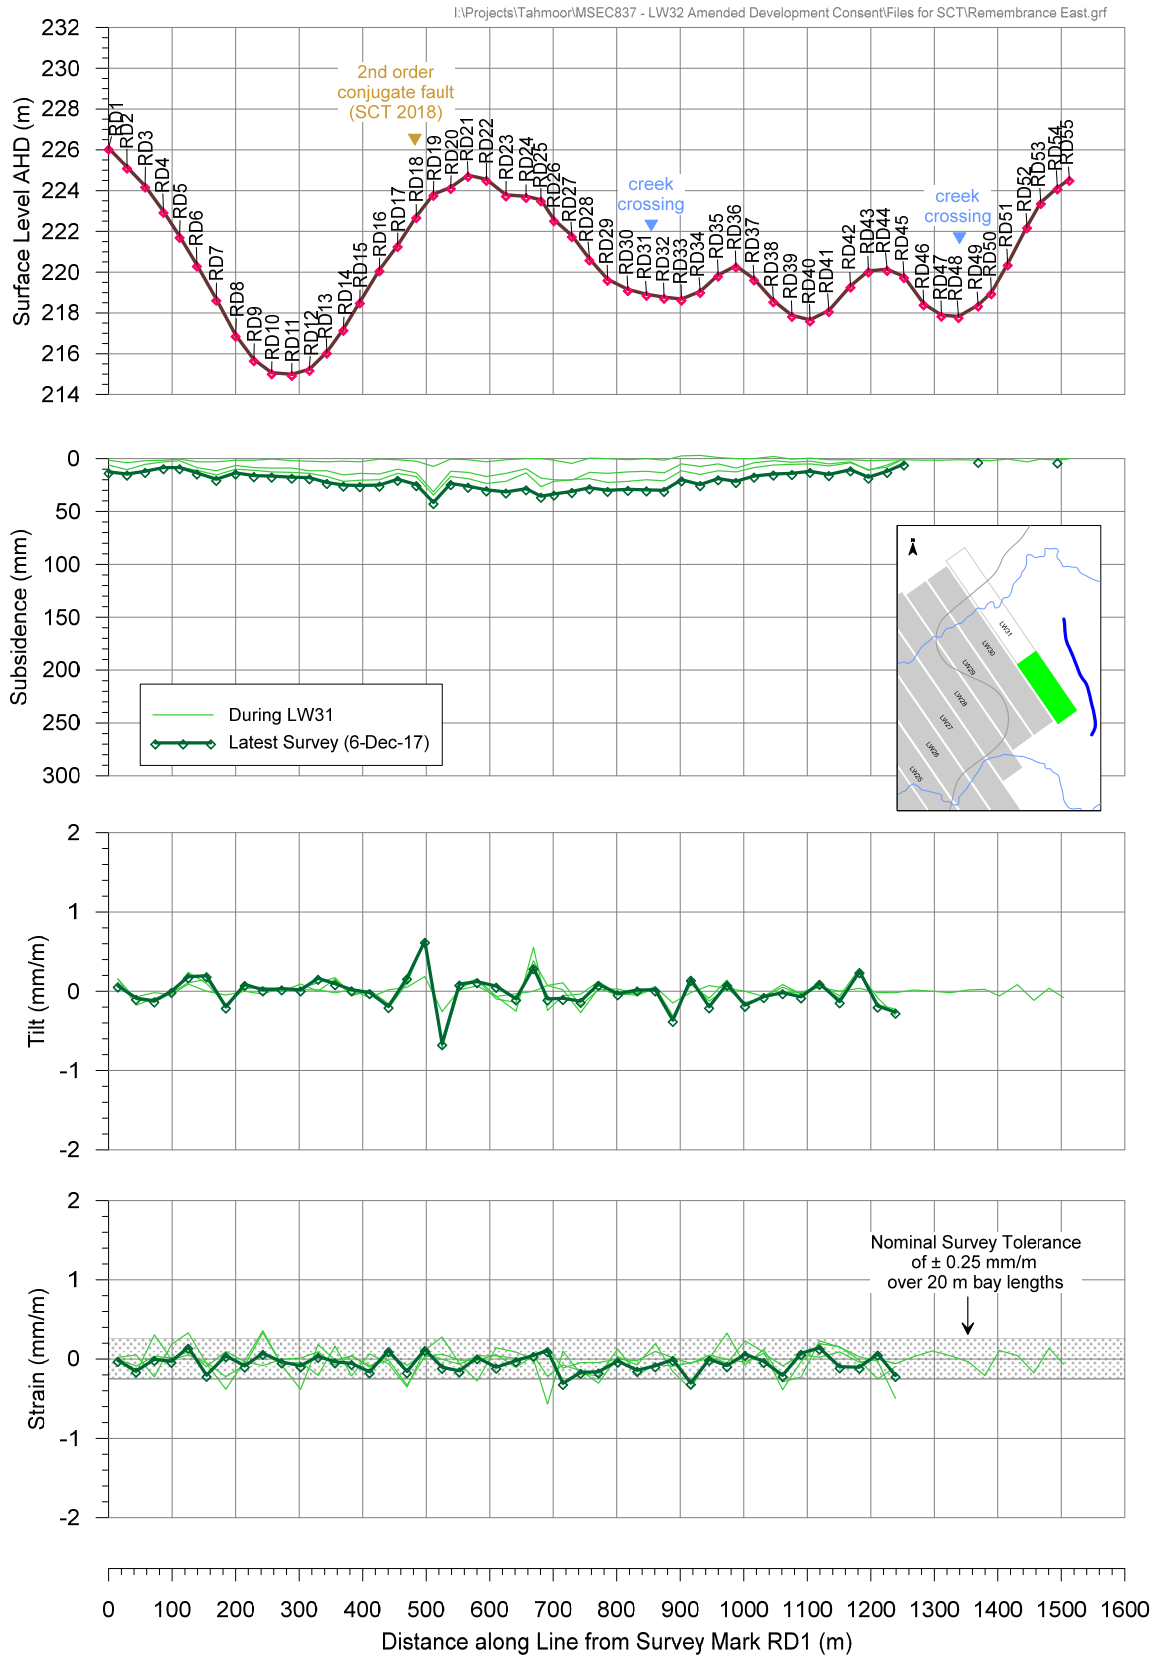 I:\Projects\Tahmoor\MSEC837 - LW32 Amended Development Consent\Files for SCT\Remembrance East.grf
232
230
228
226
224
222
220
218
216
214
Surface Level AHD (m)
2nd order
conjugate fault
(SCT 2018)
creek
crossing
creek
crossing
RD1
RD2
RD3
RD4
RD5
RD6
RD7
RD8
RD9
RD10
RD11
RD12
RD13
RD14
RD15
RD16
RD17
RD18
RD19
RD20
RD21
RD22
RD23
RD24
RD25
RD26
RD27
RD28
RD29
RD30
RD31
RD32
RD33
RD34
RD35
RD36
RD37
RD38
RD39
RD40
RD41
RD42
RD43
RD44
RD45
RD46
RD47
RD48
RD49
RD50
RD51
RD52
RD53
RD54
RD55
0
50
100
150
200
250
300
Subsidence (mm)
During LW31
Latest Survey (6-Dec-17)
LW31
LW30
LW29
LW28
LW27
LW26
LW25
2
1
0
-1
-2
Tilt (mm/m)
2
1
0
-1
-2
Strain (mm/m)
Nominal Survey Tolerance
of ± 0.25 mm/m
over 20 m bay lengths
0 100 200 300 400 500 600 700 800 900 1000 1100 1200 1300 1400 1500 1600
Distance along Line from Survey Mark RD1 (m)